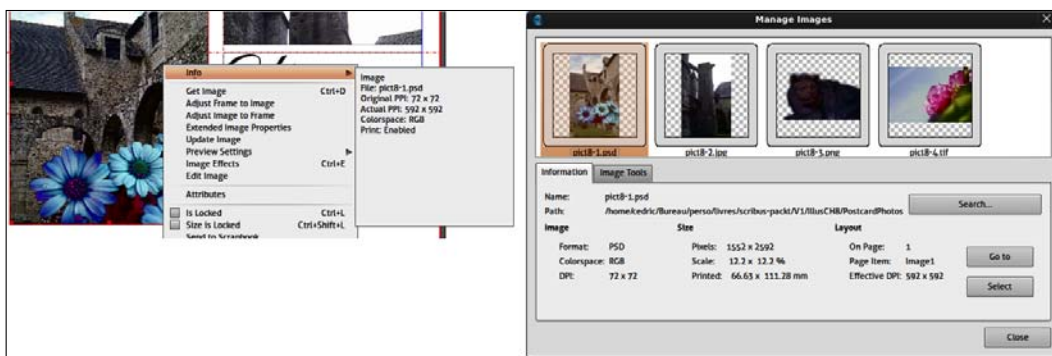 Info
Get Image Ctrl+D
Adjust Frame to Image
Adjust Image to Frame
Extended Image Properties
Update Image
Preview Settings
Image Effects Ctrl+E
Edit Image
Attributes
Is Locked Ctrl+L
Size is Locked Ctrl+Shift+L
Send to Scrapbook
Image
File: pict8-1.psd
Original PPI: 72 x 72
Actual PPI: 592 x 592
Colorspace: RGB
Print: Enabled
Manage Images
pict8-1.psd pict8-2.jpg pict8-3.png pict8-4.tif
Information Image Tools
Name: pict8-1.psd
Path: /home/cedric/Bureau/perso/livres/scribus-packt/V1/IllusCH8/PostcardPhotos
Search...
Image Size Layout
Format: PSD Pixels: 1552 x 2592 On Page: 1
Colorspace: RGB Scale: 12.2 x 12.2 % Page Item: Image1
DPI: 72 x 72 Printed: 66.63 x 111.28 mm Effective DPI: 592 x 592
Go to
Select
Close